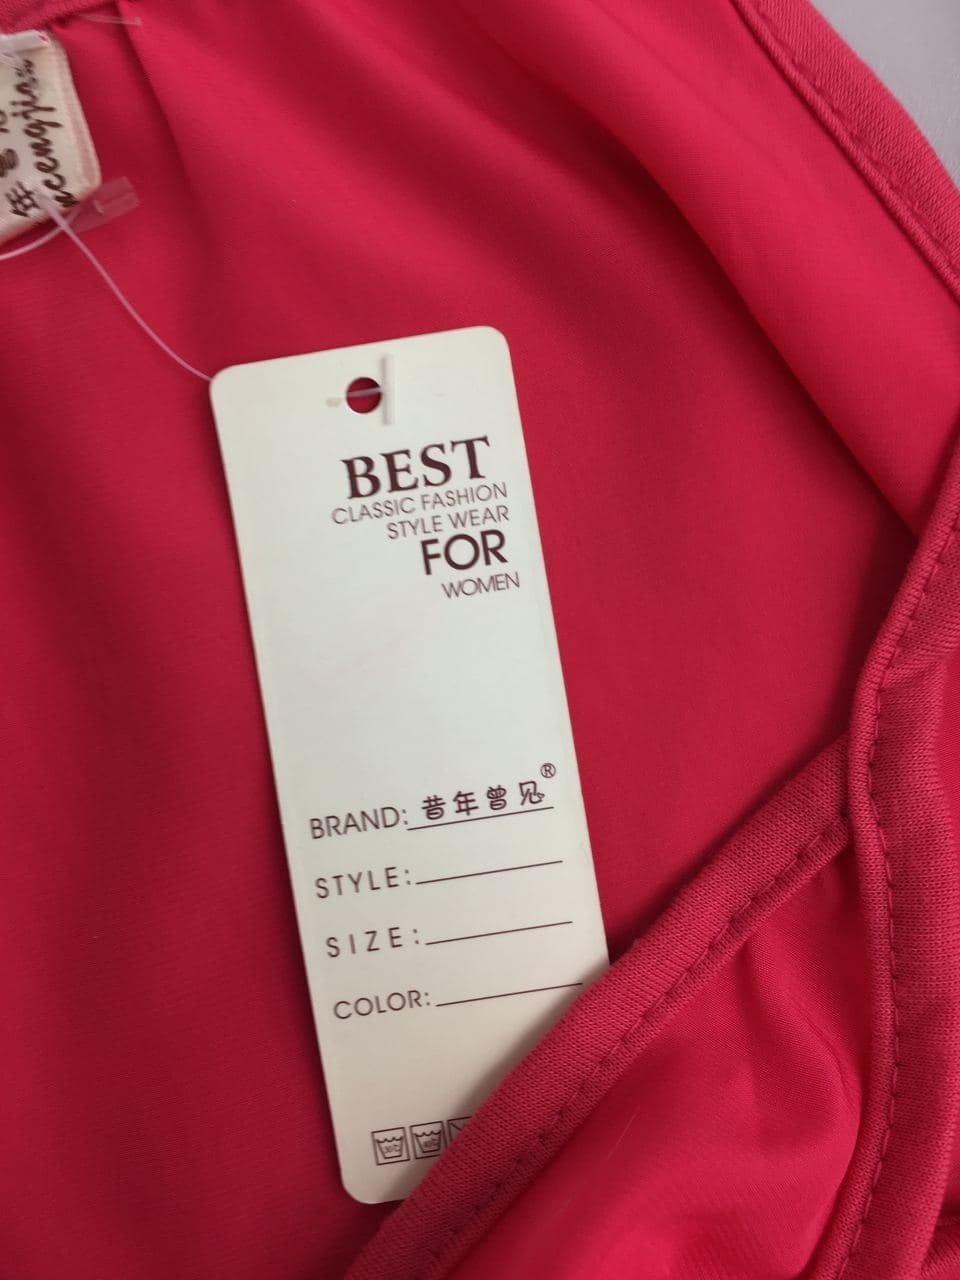 BEST
CLASSIC FASHION
STYLE WEAR
FOR
WOMEN
BRAND: 昔年曾见®
STYLE:
SIZE:
COLOR: